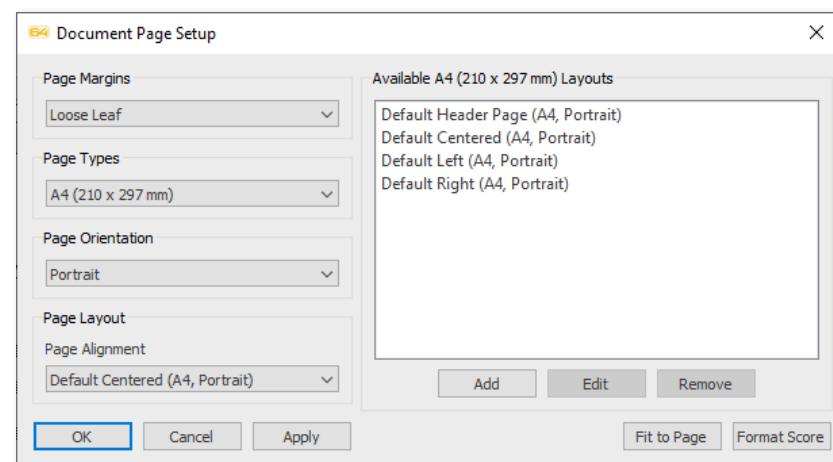 64 Document Page Setup
Page Margins
Loose Leaf
Page Types
A4 (210 x 297 mm)
Page Orientation
Portrait
Page Layout
Page Alignment
Default Centered (A4, Portrait)
Available A4 (210 x 297 mm) Layouts
Default Header Page (A4, Portrait)
Default Centered (A4, Portrait)
Default Left (A4, Portrait)
Default Right (A4, Portrait)
Add Edit Remove
OK Cancel Apply Fit to Page Format Score